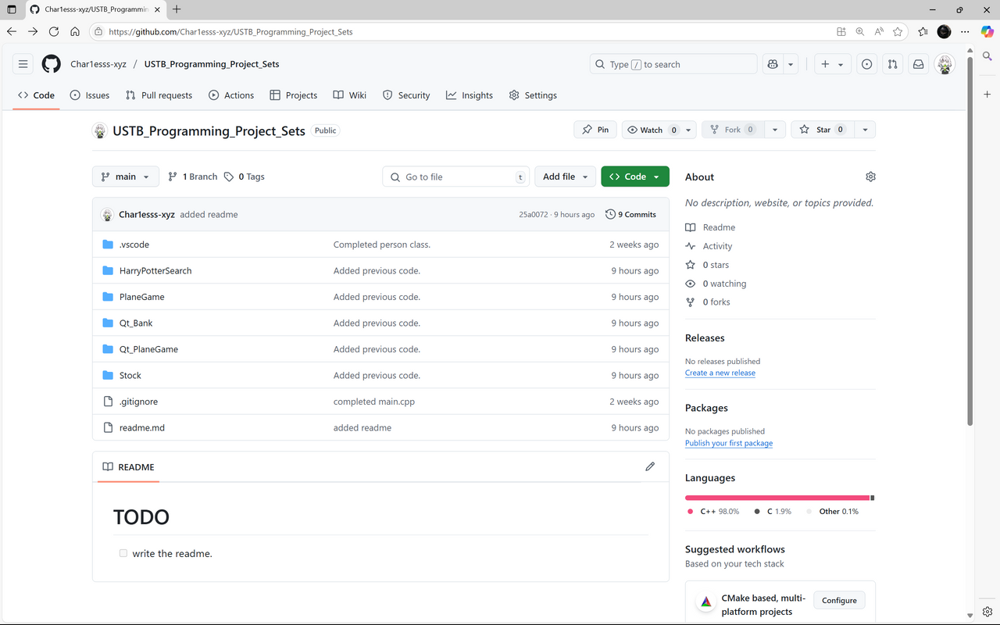 Char1esss-xyz/USTB_Programmin
https://github.com/Char1esss-xyz/USTB_Programming_Project_Sets
Char1esss-xyz / USTB_Programming_Project_Sets
Type / to search
Code Issues Pull requests Actions Projects Wiki Security Insights Settings
USTB_Programming_Project_Sets Public
Pin Watch 0 Fork 0 Star 0
main 1 Branch 0 Tags Go to file t Add file Code
Char1esss-xyz added readme 25a0072 · 9 hours ago 9 Commits
.vscode Completed person class. 2 weeks ago
HarryPotterSearch Added previous code. 9 hours ago
PlaneGame Added previous code. 9 hours ago
Qt_Bank Added previous code. 9 hours ago
Qt_PlaneGame Added previous code. 9 hours ago
Stock Added previous code. 9 hours ago
.gitignore completed main.cpp 2 weeks ago
readme.md added readme 9 hours ago
README
TODO
write the readme.
About
No description, website, or topics provided.
Readme
Activity
0 stars
0 watching
0 forks
Releases
No releases published
Create a new release
Packages
No packages published
Publish your first package
Languages
C++ 98.0% C 1.9% Other 0.1%
Suggested workflows
Based on your tech stack
CMake based, multi-
platform projects
Configure